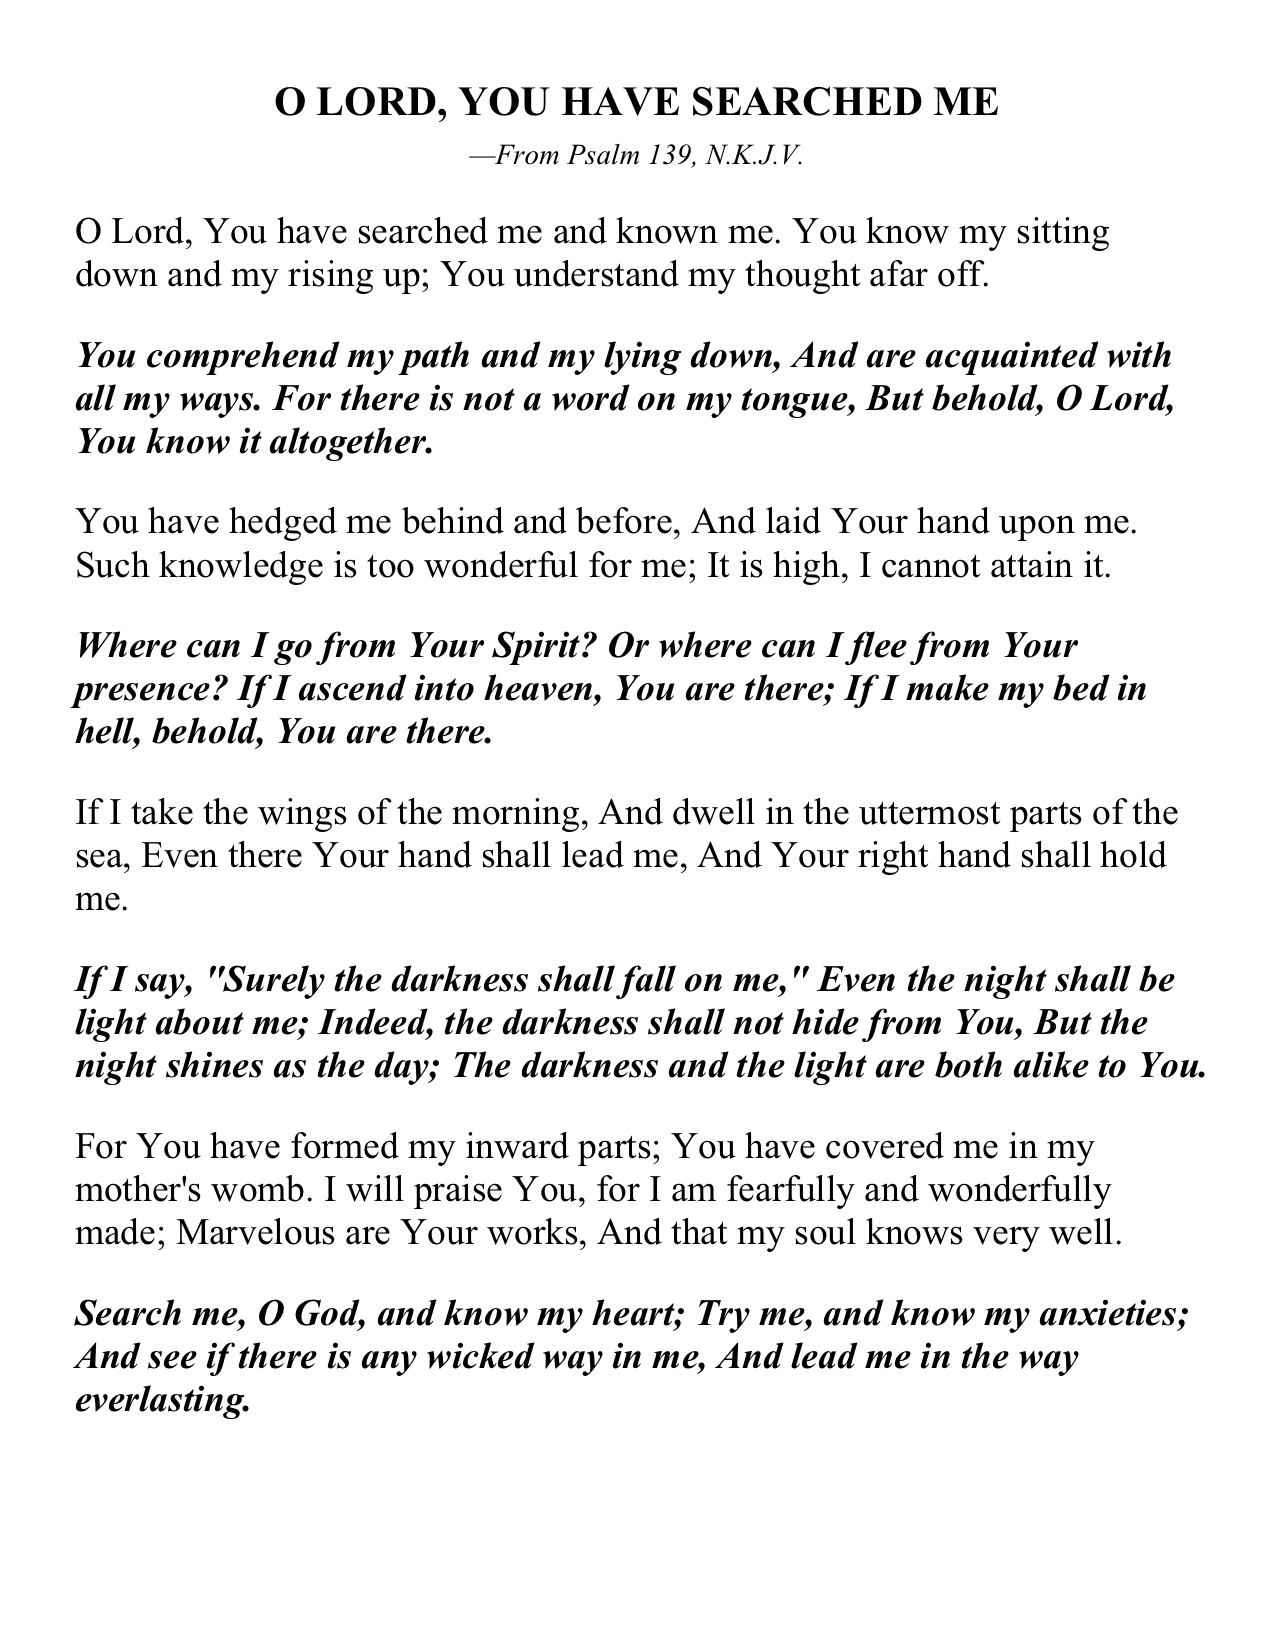 O LORD, YOU HAVE SEARCHED ME
—From Psalm 139, N.K.J.V.
O Lord, You have searched me and known me. You know my sitting
down and my rising up; You understand my thought afar off.
You comprehend my path and my lying down, And are acquainted with
all my ways. For there is not a word on my tongue, But behold, O Lord,
You know it altogether.
You have hedged me behind and before, And laid Your hand upon me.
Such knowledge is too wonderful for me; It is high, I cannot attain it.
Where can I go from Your Spirit? Or where can I flee from Your
presence? If I ascend into heaven, You are there; If I make my bed in
hell, behold, You are there.
If I take the wings of the morning, And dwell in the uttermost parts of the
sea, Even there Your hand shall lead me, And Your right hand shall hold
me.
If I say, "Surely the darkness shall fall on me," Even the night shall be
light about me; Indeed, the darkness shall not hide from You, But the
night shines as the day; The darkness and the light are both alike to You.
For You have formed my inward parts; You have covered me in my
mother's womb. I will praise You, for I am fearfully and wonderfully
made; Marvelous are Your works, And that my soul knows very well.
Search me, O God, and know my heart; Try me, and know my anxieties;
And see if there is any wicked way in me, And lead me in the way
everlasting.